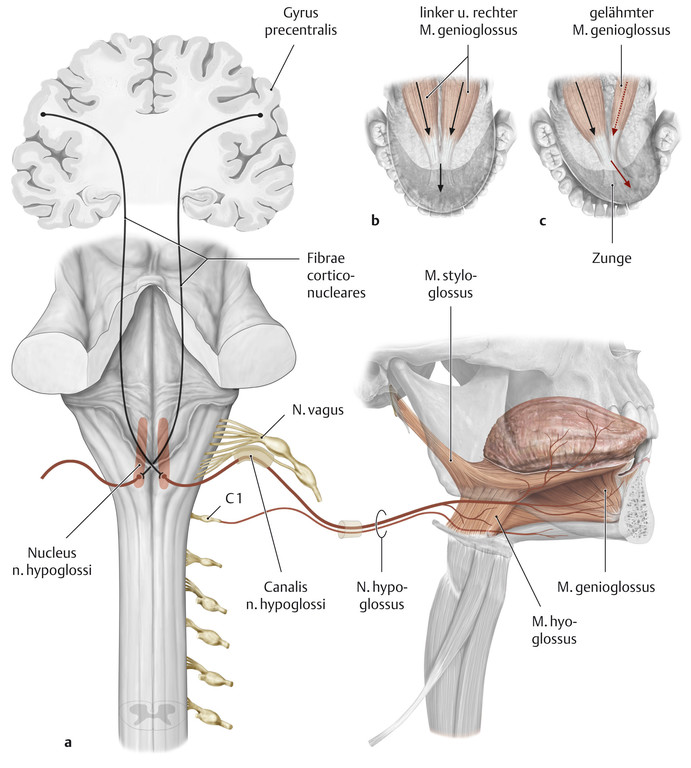 Gyrus
precentralis
linker u. rechter
M. genioglossus
gelähmter
M. genioglossus
b
c
Zunge
Fibrae
cortico-
nucleares
M. stylo-
glossus
N. vagus
C1
Nucleus
n. hypoglossi
Canalis
n. hypoglossi
N. hypo-
glossus
M. genioglossus
M. hyo-
glossus
a